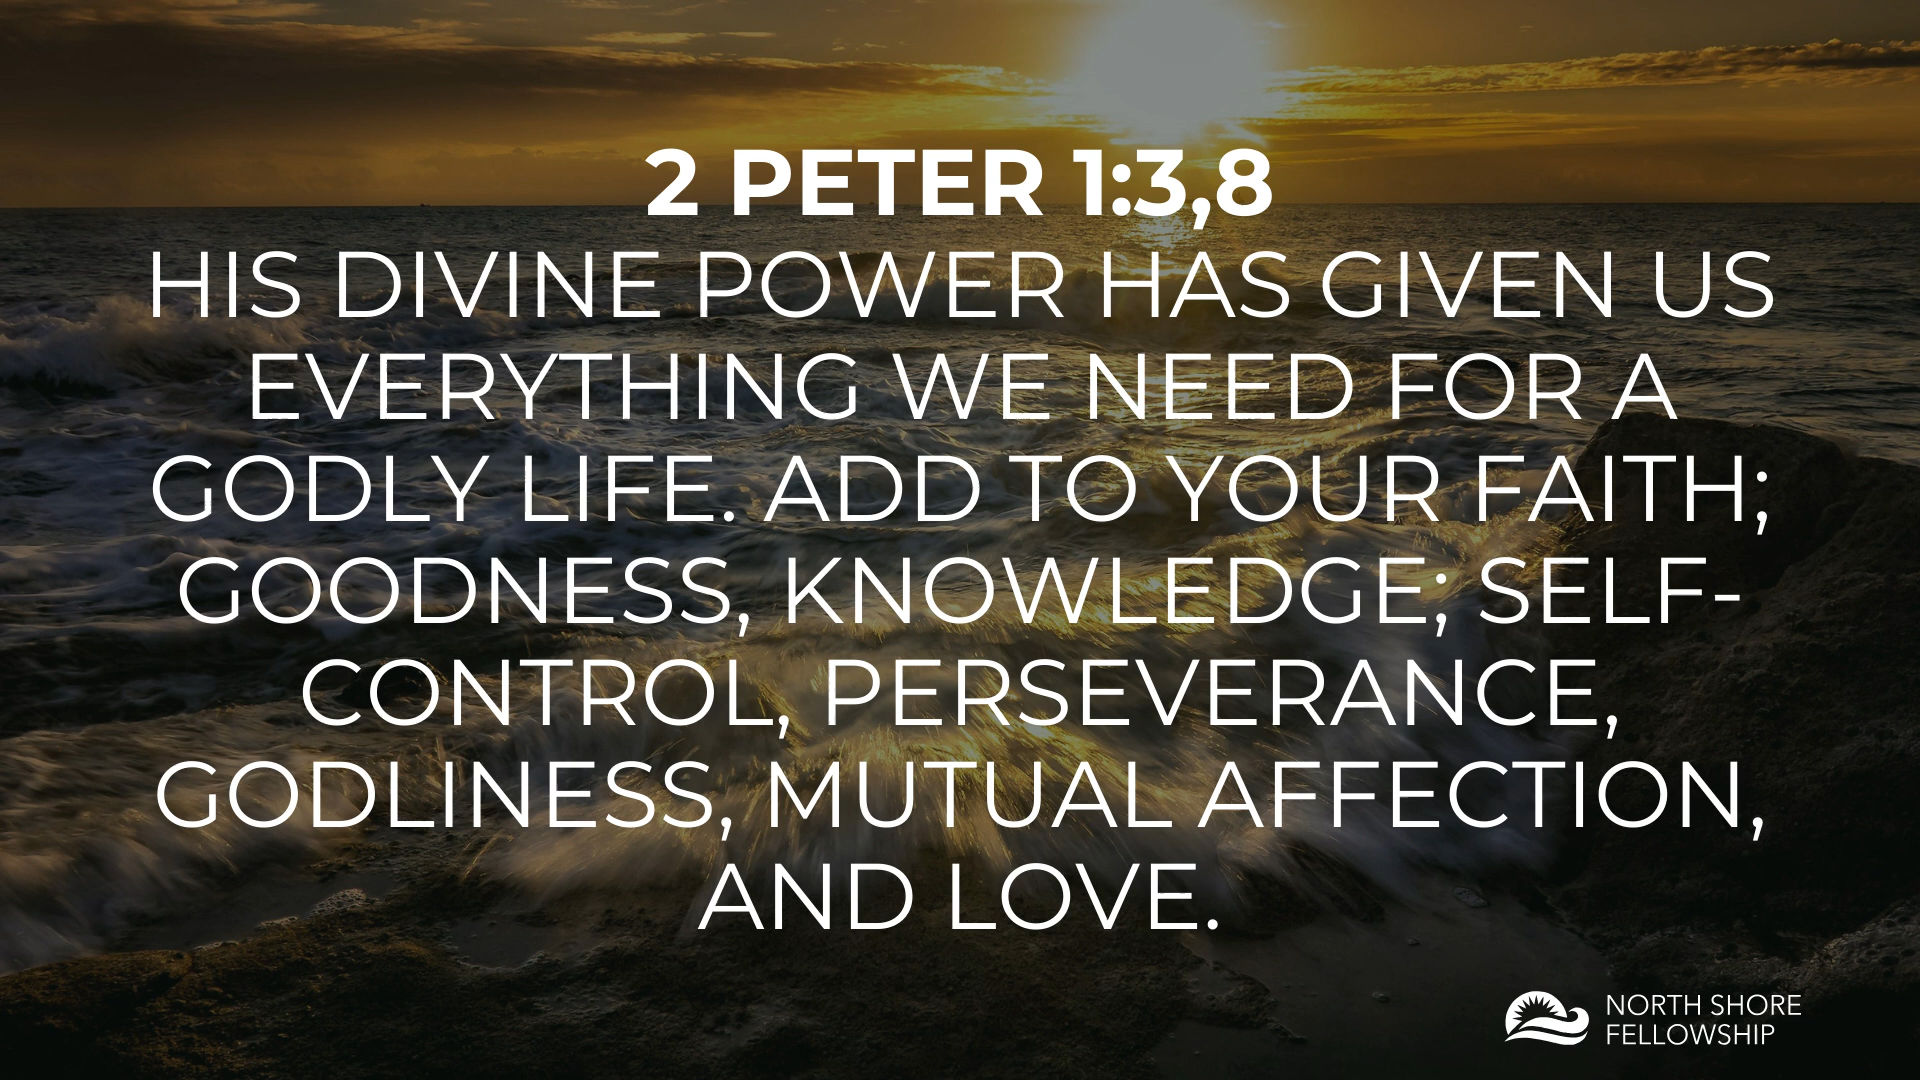 2 PETER 1:3,8
HIS DIVINE POWER HAS GIVEN US
EVERYTHING WE NEED FOR A
GODLY LIFE. ADD TO YOUR FAITH;
GOODNESS, KNOWLEDGE; SELF-
CONTROL, PERSEVERANCE,
GODLINESS, MUTUAL AFFECTION,
AND LOVE.
NORTH SHORE
FELLOWSHIP